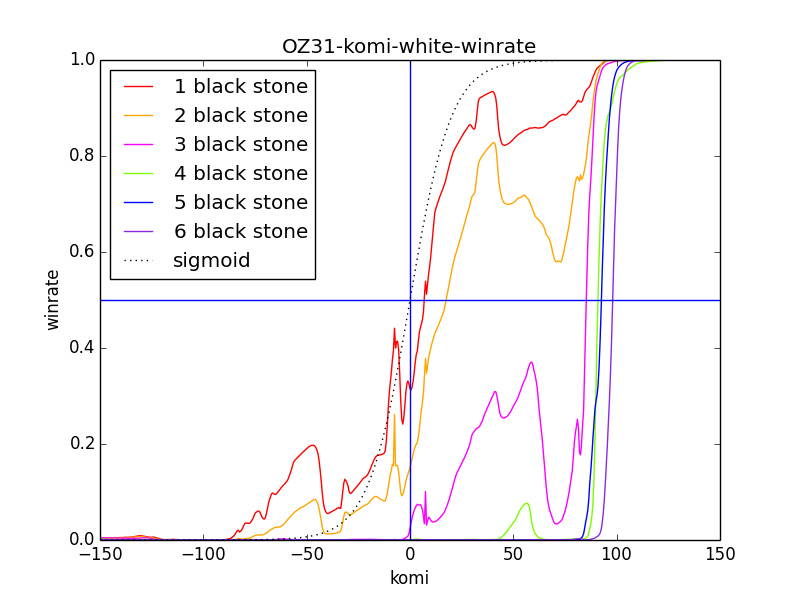 OZ31-komi-white-winrate
1.0
0.8
0.6
0.4
0.2
0.0
winrate
1 black stone
2 black stone
3 black stone
4 black stone
5 black stone
6 black stone
sigmoid
−150
−100
−50
0
50
100
150
komi